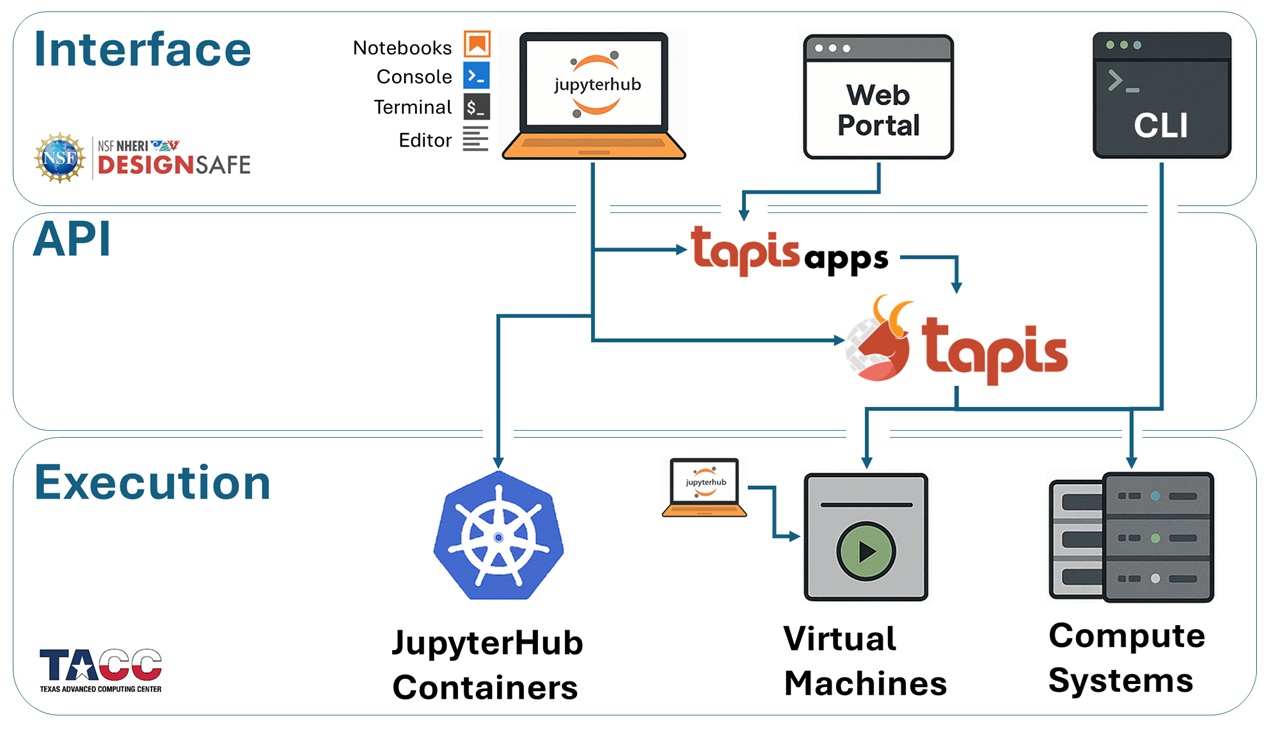 Interface
Notebooks
Console
Terminal
$_
Editor
jupyterhub
Web
Portal
CLI
NSF
NSF NHERI
DESIGNSAFE
API
tapis apps
tapis
Execution
jupyterhub
JupyterHub
Containers
Virtual
Machines
Compute
Systems
TACC
TEXAS ADVANCED COMPUTING CENTER